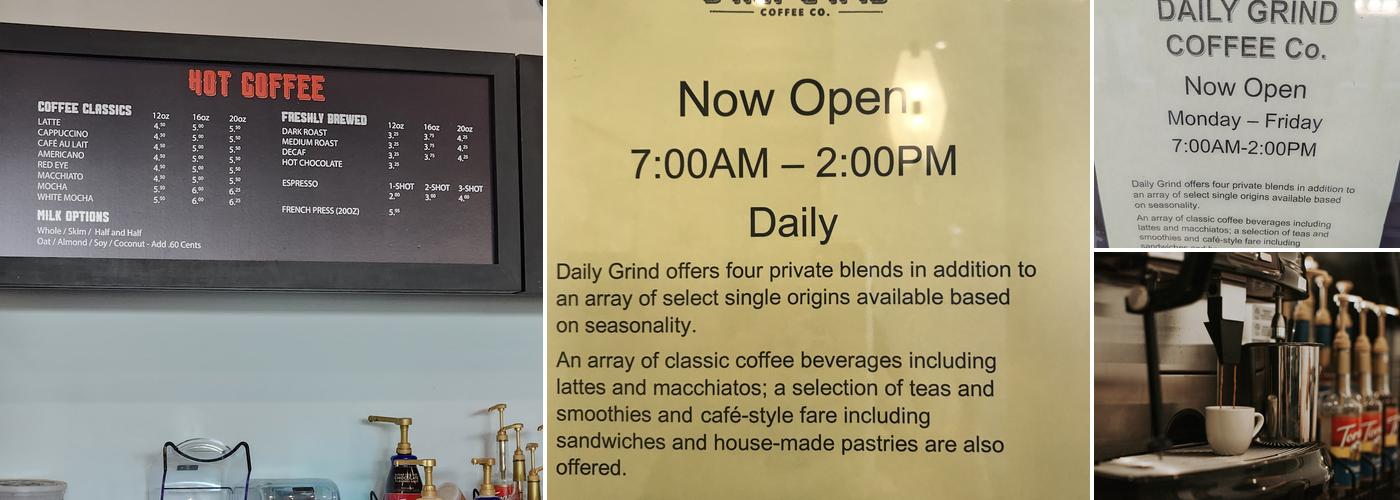 HOT COFFEE
COFFEE CLASSICS 12oz 16oz 20oz
LATTE 4.50 5.00 5.50
CAPPUCCINO 4.50 5.00 5.50
CAFÉ AU LAIT 4.50 5.00 5.50
AMERICANO 4.50 5.00 5.50
RED EYE 4.50 5.00 5.50
MACCHIATO 4.50 5.00 5.50
MOCHA 5.50 6.00 6.25
WHITE MOCHA 5.50 6.00 6.25
MILK OPTIONS
Whole / Skim / Half and Half
Oat / Almond / Soy / Coconut - Add .60 Cents
FRESHLY BREWED 12oz 16oz 20oz
DARK ROAST 3.25 3.75 4.25
MEDIUM ROAST 3.25 3.75 4.25
DECAF 3.25 3.75 4.25
HOT CHOCOLATE 3.25
ESPRESSO 1-SHOT 2-SHOT 3-SHOT
2.00 3.00 4.00
FRENCH PRESS (20OZ) 5.95
COFFEE CO.
Now Open.
7:00AM – 2:00PM
Daily
Daily Grind offers four private blends in addition to
an array of select single origins available based
on seasonality.
An array of classic coffee beverages including
lattes and macchiatos; a selection of teas and
smoothies and café-style fare including
sandwiches and house-made pastries are also
offered.
DAILY GRIND
COFFEE Co.
Now Open
Monday – Friday
7:00AM-2:00PM
Daily Grind offers four private blends in addition to
an array of select single origins available based
on seasonality.
An array of classic coffee beverages including
lattes and macchiatos; a selection of teas and
smoothies and café-style fare including